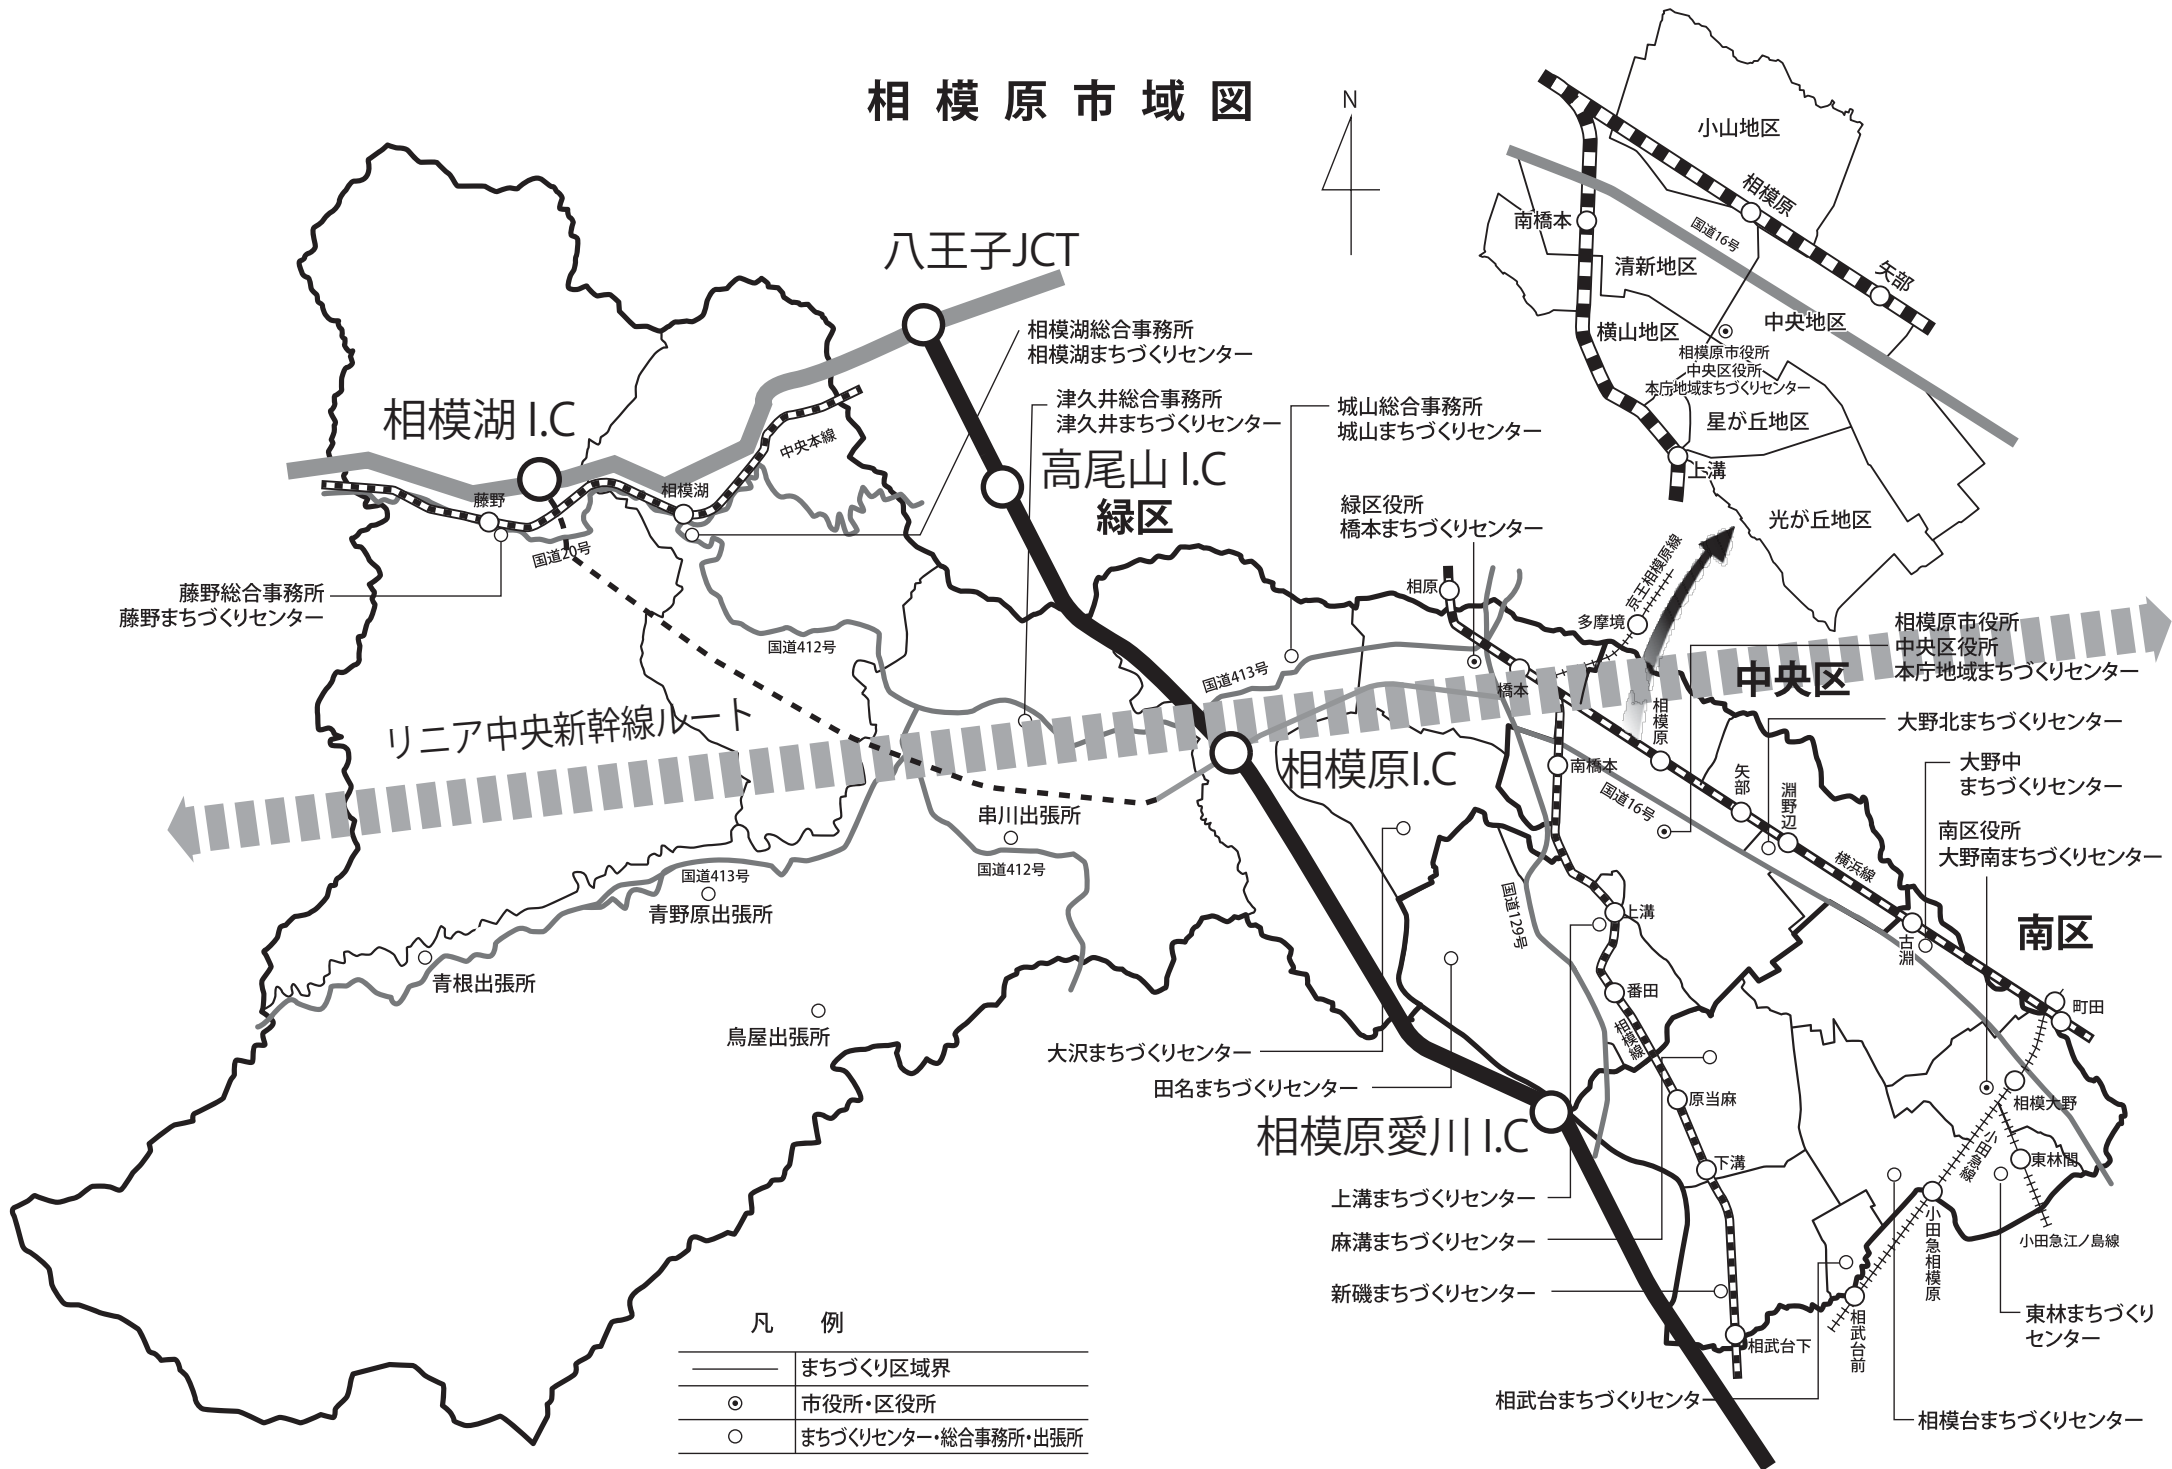 相模原市域図
N
小山地区
相模原
国道16号
南橋本
清新地区
矢部
中央地区
横山地区
相模原市役所
中央区役所
本庁地域まちづくりセンター
星が丘地区
上溝
光が丘地区
八王子JCT
相模湖総合事務所
相模湖まちづくりセンター
津久井総合事務所
津久井まちづくりセンター
城山総合事務所
城山まちづくりセンター
相模湖I.C
中央本線
高尾山I.C
緑区
緑区役所
橋本まちづくりセンター
藤野
相模湖
国道20号
藤野総合事務所
藤野まちづくりセンター
国道412号
相原
京王相模原線
多摩境
相模原市役所
中央区役所
本庁地域まちづくりセンター
中央区
国道413号
橋本
相模原
リニア中央新幹線ルート
大野北まちづくりセンター
相模原I.C
南橋本
国道16号
矢部
淵野辺
大野中
まちづくりセンター
串川出張所
国道412号
横浜線
南区役所
大野南まちづくりセンター
国道413号
青野原出張所
国道129号
上溝
南区
古淵
青根出張所
番田
町田
鳥屋出張所
相模線
大沢まちづくりセンター
田名まちづくりセンター
原当麻
相模大野
相模原愛川I.C
小田急線
東林間
下溝
上溝まちづくりセンター
麻溝まちづくりセンター
新磯まちづくりセンター
小田急相模原
小田急江ノ島線
相武台下
相武台前
東林まちづくり
センター
相武台まちづくりセンター
相模台まちづくりセンター
凡 例
まちづくり区域界
市役所・区役所
まちづくりセンター・総合事務所・出張所